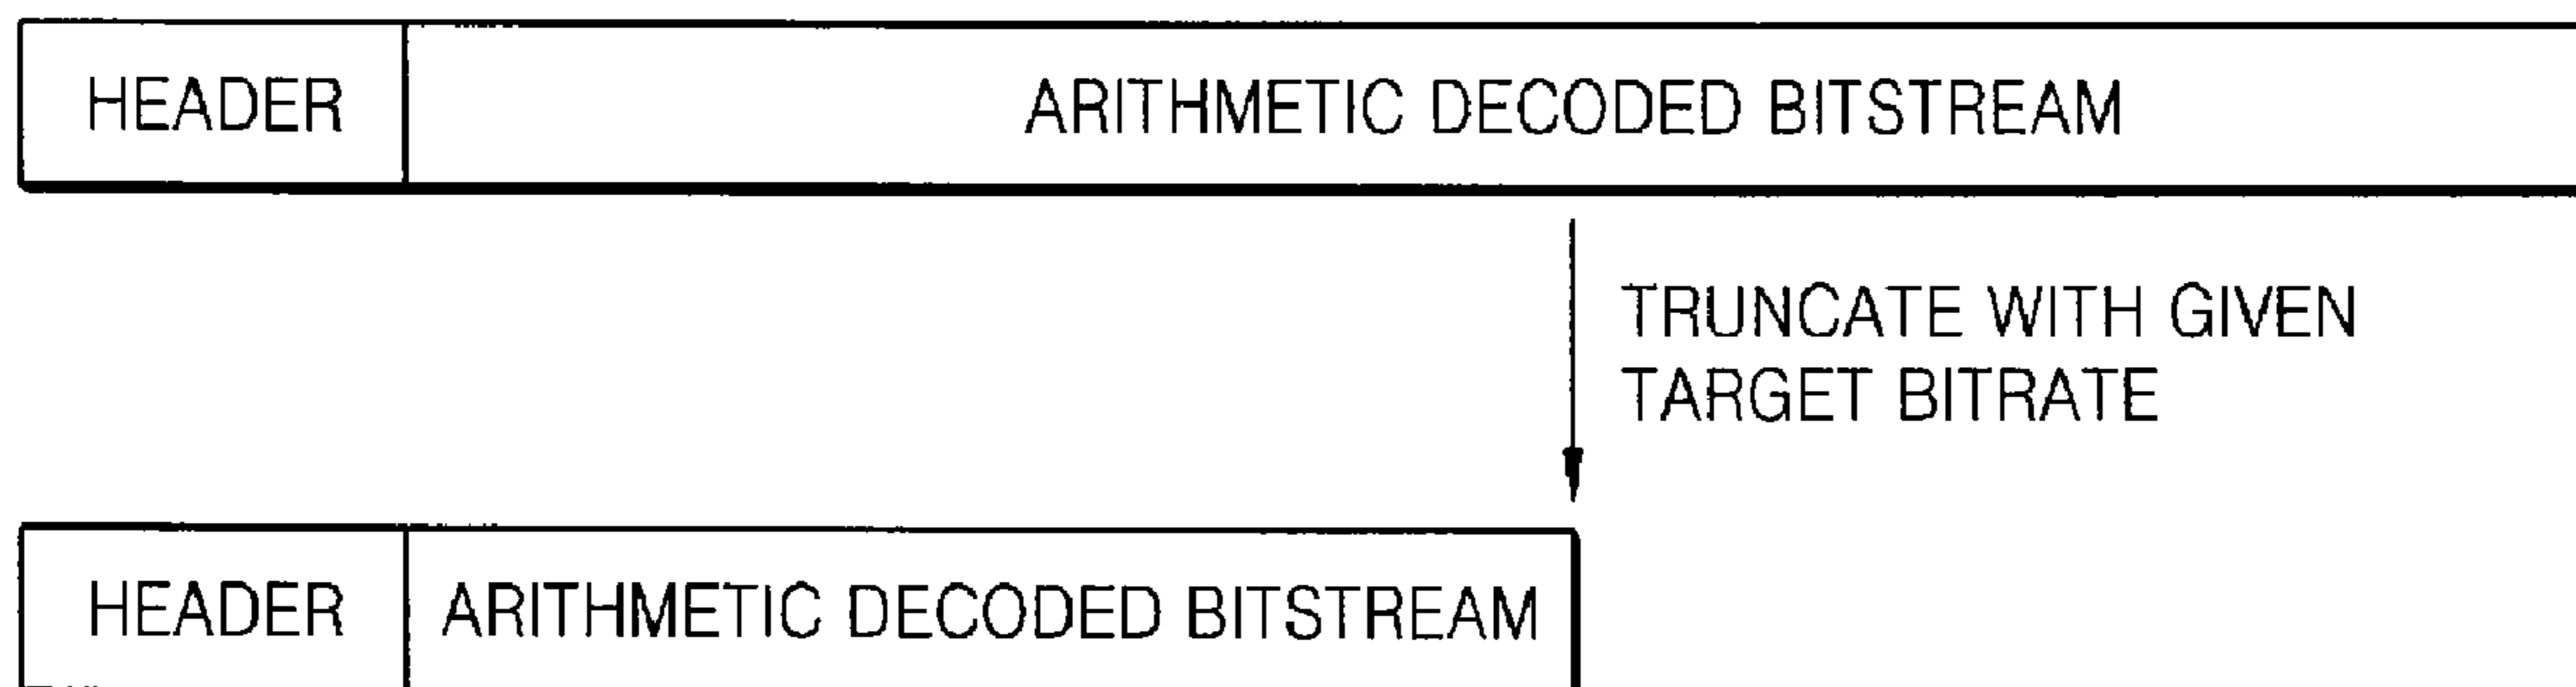 HEADER ARITHMETIC DECODED BITSTREAM
TRUNCATE WITH GIVEN
TARGET BITRATE
HEADER ARITHMETIC DECODED BITSTREAM